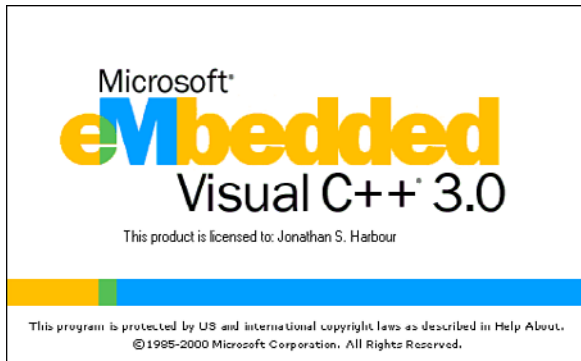 Microsoft®
eMbedded
Visual C++® 3.0
This product is licensed to: Jonathan S. Harbour
This program is protected by US and international copyright laws as described in Help About.
©1985-2000 Microsoft Corporation. All Rights Reserved.